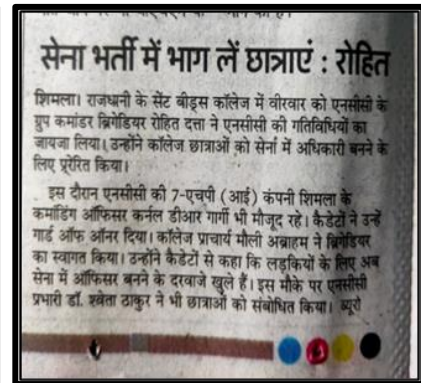 सेना भर्ती में भाग लें छात्राएं : रोहित
शिमला। राजधानी के सेंट बीड्स कॉलेज में वीरवार को एनसीसी के
ग्रुप कमांडर ब्रिगेडियर रोहित दत्ता ने एनसीसी की गतिविधियों का
जायजा लिया। उन्होंने कॉलेज छात्राओं को सेना में अधिकारी बनने के
लिए प्रेरित किया।
इस दौरान एनसीसी की 7-एचपी (आई) कंपनी शिमला के
कमांडिंग ऑफिसर कर्नल डीआर गार्गी भी मौजूद रहे। कैडेटों ने उन्हें
गार्ड ऑफ ऑनर दिया। कॉलेज प्राचार्य मौली अब्राहम ने ब्रिगेडियर
का स्वागत किया। उन्होंने कैडेटों से कहा कि लड़कियों के लिए अब
सेना में ऑफिसर बनने के दरवाजे खुले हैं। इस मौके पर एनसीसी
प्रभारी डॉ. श्वेता ठाकुर ने भी छात्राओं को संबोधित किया। ब्यूरो